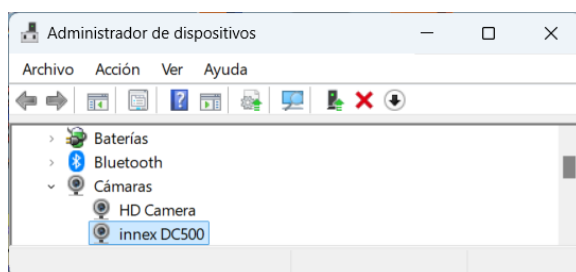 Administrador de dispositivos
Archivo Acción Ver Ayuda
Baterías
Bluetooth
Cámaras
HD Camera
innex DC500